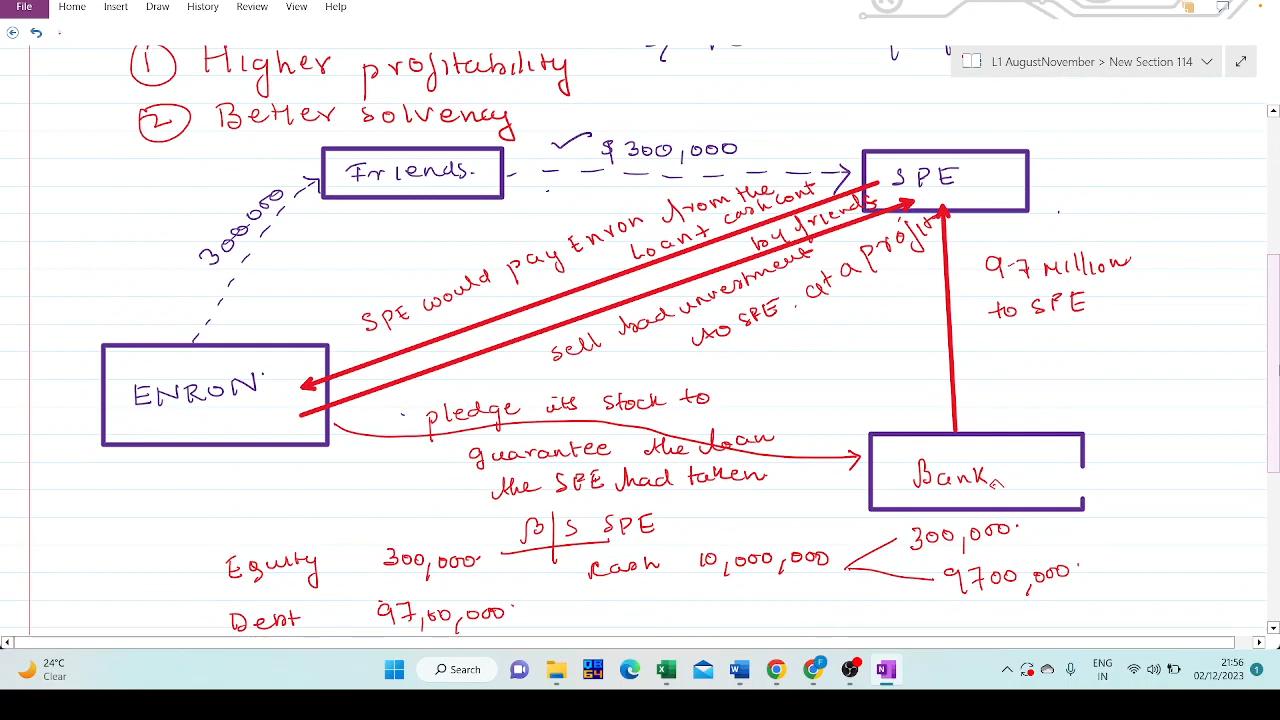 File Home Insert Draw History Review View Help
L1 AugustNovember > New Section 114
① Higher profitability
② Better solvency
$ 300,000
Friends.
SPE
300000
SPE would pay Enron from the
loan + cash cont
by friends
sell bad investment
to SPE. at a profit
9.7 Million
to SPE
ENRON.
pledge its stock to
guarantee the loan
the SPE had taken
Bank
B/S SPE
Equity 300,000 Cash 10,000,000 300,000
9700,000
Debt 97,00,000
24°C
Clear
Search
ENG
IN
21:56
02/12/2023